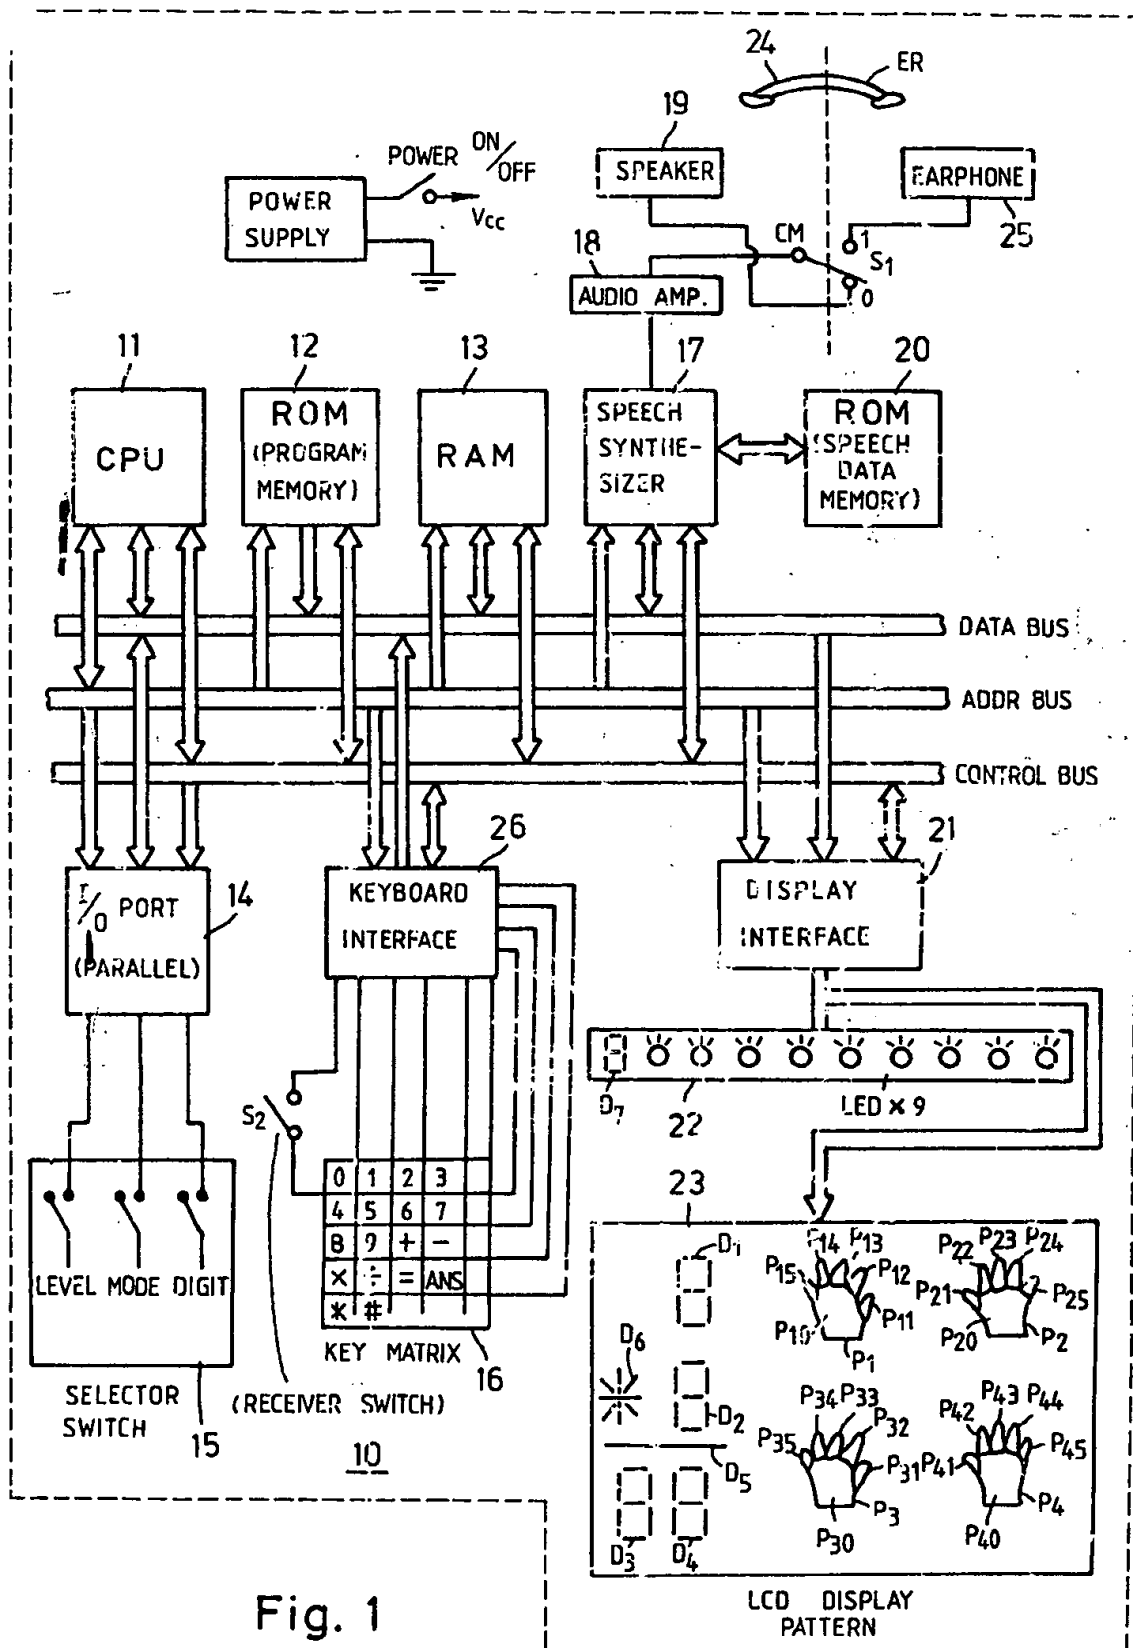 24
ER
19
POWER ON/OFF
SPEAKER
EARPHONE
25
POWER
SUPPLY
Vcc
18
CM
1
S1
0
AUDIO AMP.
11
12
13
17
20
CPU
ROM
(PROGRAM
MEMORY)
RAM
SPEECH
SYNTHE-
SIZER
ROM
(SPEECH
DATA
MEMORY)
DATA BUS
ADDR BUS
CONTROL BUS
14
26
21
I/O PORT
(PARALLEL)
KEYBOARD
INTERFACE
DISPLAY
INTERFACE
D7
22
LED × 9
S2
0 1 2 3
4 5 6 7
8 9 + -
× ÷ = ANS
* #
KEY MATRIX
16
LEVEL MODE DIGIT
SELECTOR
SWITCH
15
(RECEIVER SWITCH)
10
23
D1
P14 P13
P15 P12
P10 P11
P1
P22 P23 P24
P21 P25
P20 P2
D6
D2
D5
D3 D4
P34 P33
P35 P32
P31
P3
P30
P42 P43 P44
P41 P45
P4
P40
LCD DISPLAY
PATTERN
Fig. 1